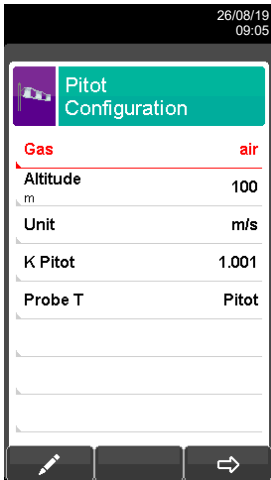 26/08/19
09:05
Pitot
Configuration
Gas air
Altitude 100
m
Unit m/s
K Pitot 1.001
Probe T Pitot